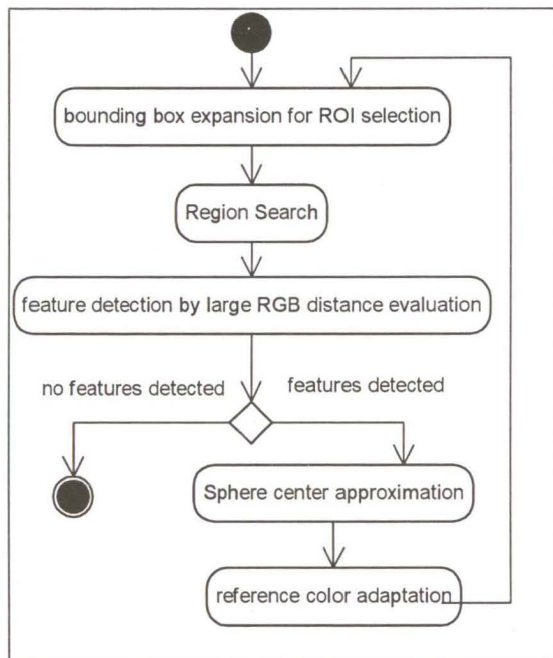 bounding box expansion for ROI selection
Region Search
feature detection by large RGB distance evaluation
no features detected
features detected
Sphere center approximation
reference color adaptation